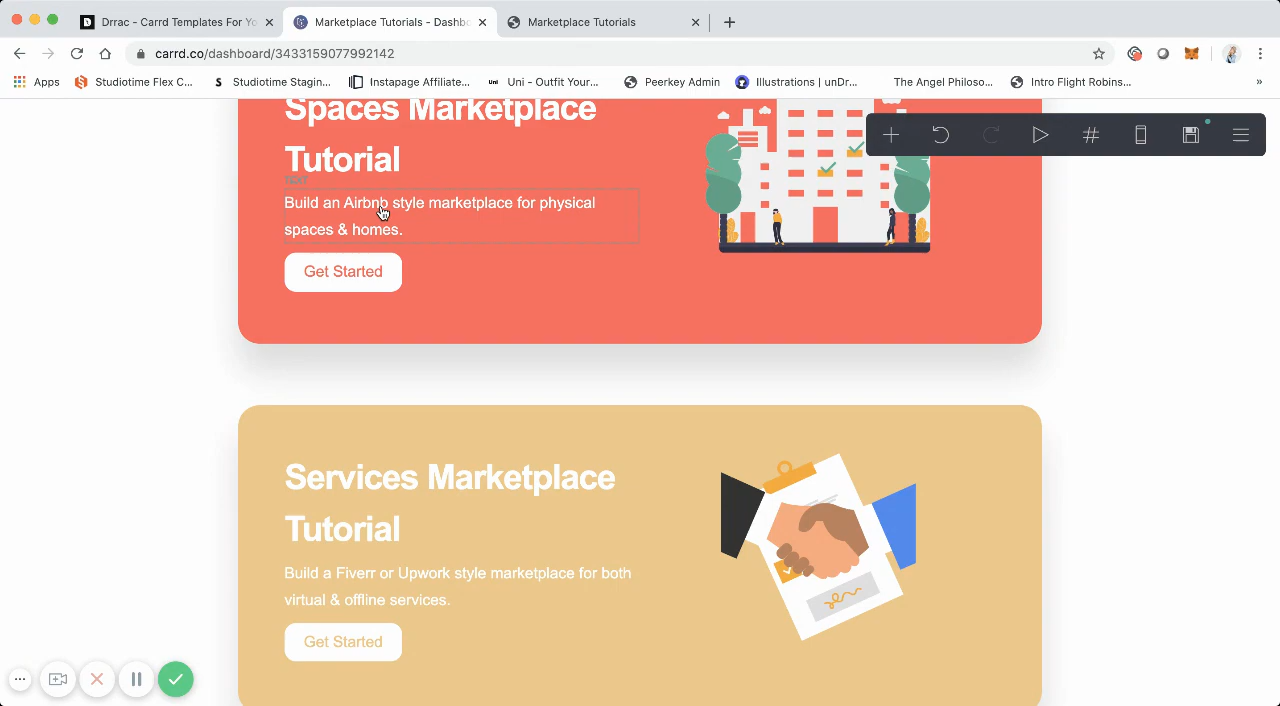 Drrac - Carrd Templates For Yo
Marketplace Tutorials - Dashbo
Marketplace Tutorials
carrd.co/dashboard/3433159077992142
Apps
Studiotime Flex C...
Studiotime Stagin...
Instapage Affiliate...
Uni - Outfit Your...
Peerkey Admin
Illustrations | unDr...
The Angel Philoso...
Intro Flight Robins...
Spaces Marketplace
Tutorial
TEXT
Build an Airbnb style marketplace for physical
spaces & homes.
Get Started
Services Marketplace
Tutorial
Build a Fiverr or Upwork style marketplace for both
virtual & offline services.
Get Started